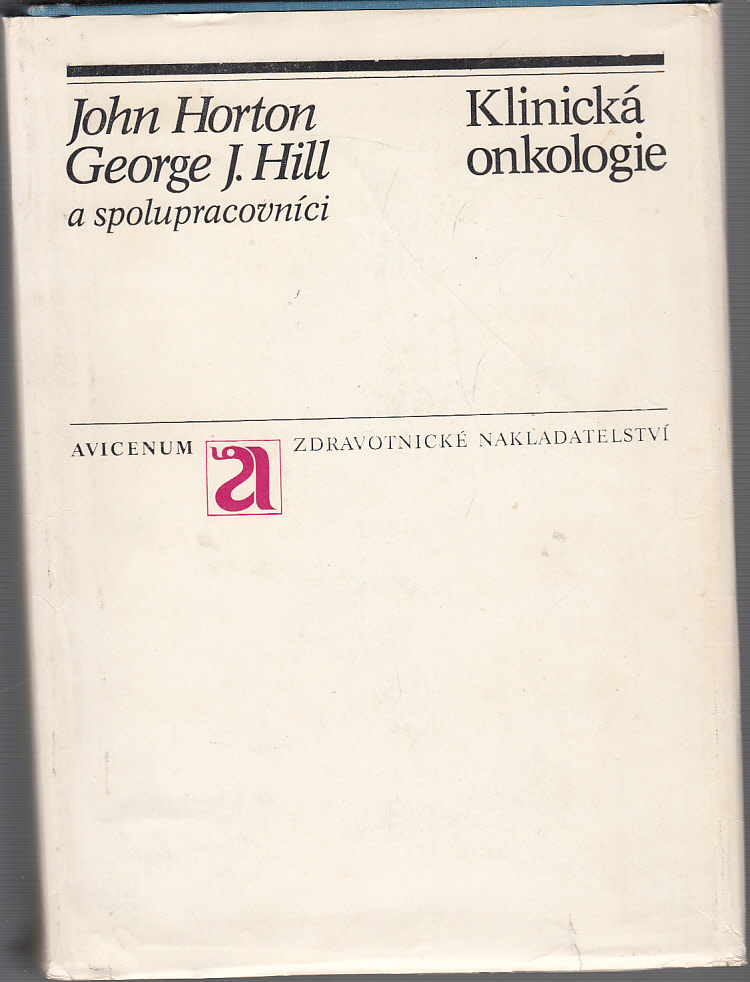 John Horton
George J. Hill
a spolupracovníci
Klinická
onkologie
AVICENUM
ZDRAVOTNICKÉ NAKLADATELSTVÍ